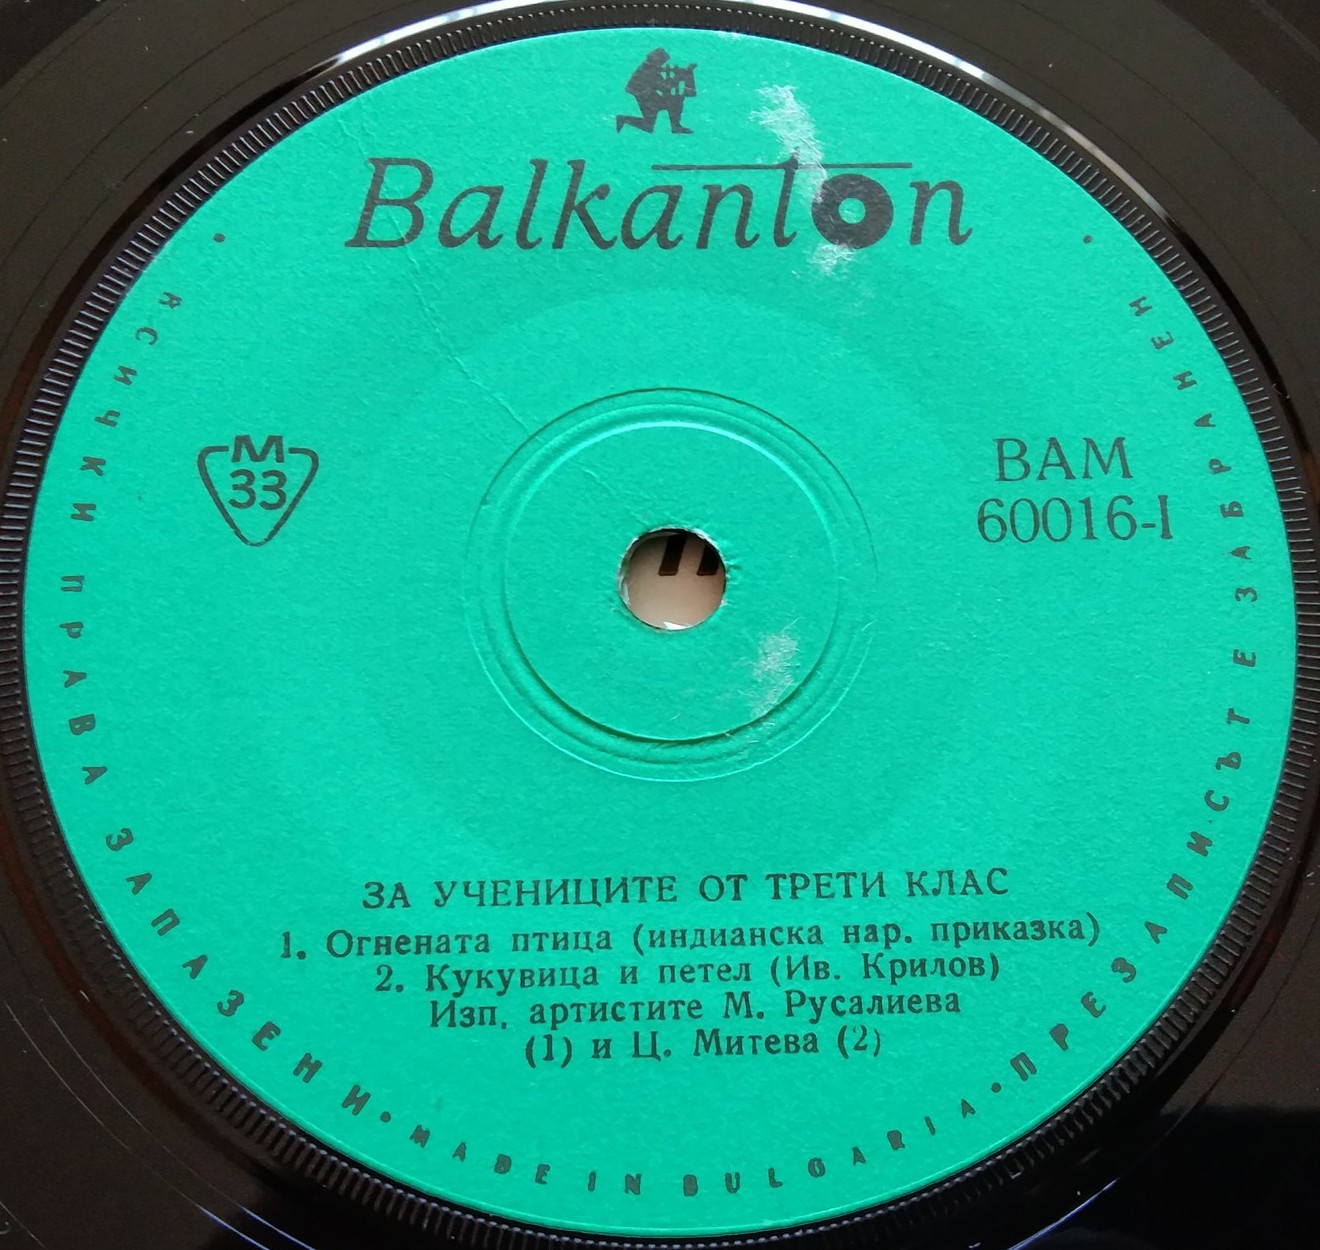 Balkanton
M
33
BAM
60016-I
ЗА УЧЕНИЦИТЕ ОТ ТРЕТИ КЛАС
1. Огнената птица (индианска нар. приказка)
2. Кукувица и петел (Ив. Крилов)
Изп. артистите М. Русалиева
(1) и Ц. Митева (2)
• ВСИЧКИ ПРАВА ЗАПАЗЕНИ • MADE IN BULGARIA • ПРЕЗАПИСЪТ Е ЗАБРАНЕН •